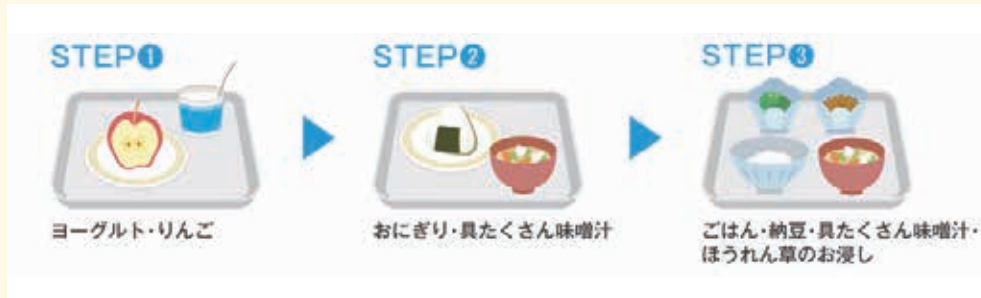 STEP❶
ヨーグルト・りんご
STEP❷
おにぎり・具たくさん味噌汁
STEP❸
ごはん・納豆・具たくさん味噌汁・
ほうれん草のお浸し